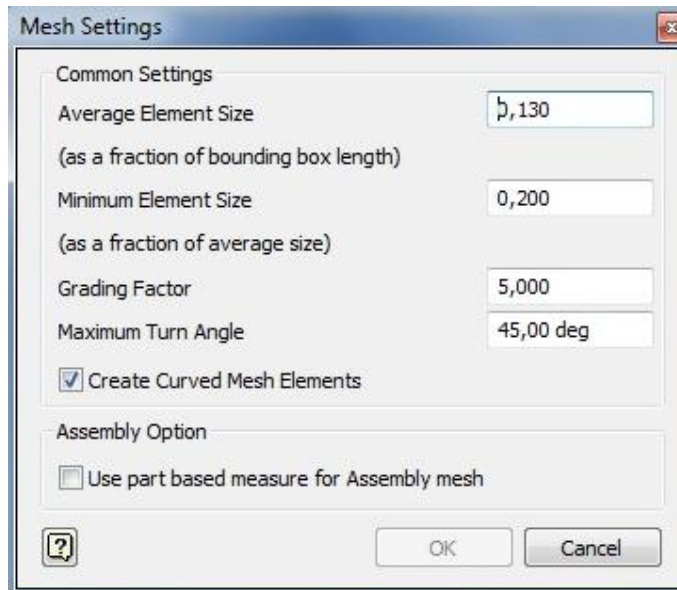 Mesh Settings
x
Common Settings
Average Element Size 0,130
(as a fraction of bounding box length)
Minimum Element Size 0,200
(as a fraction of average size)
Grading Factor 5,000
Maximum Turn Angle 45,00 deg
Create Curved Mesh Elements
Assembly Option
Use part based measure for Assembly mesh
? OK Cancel